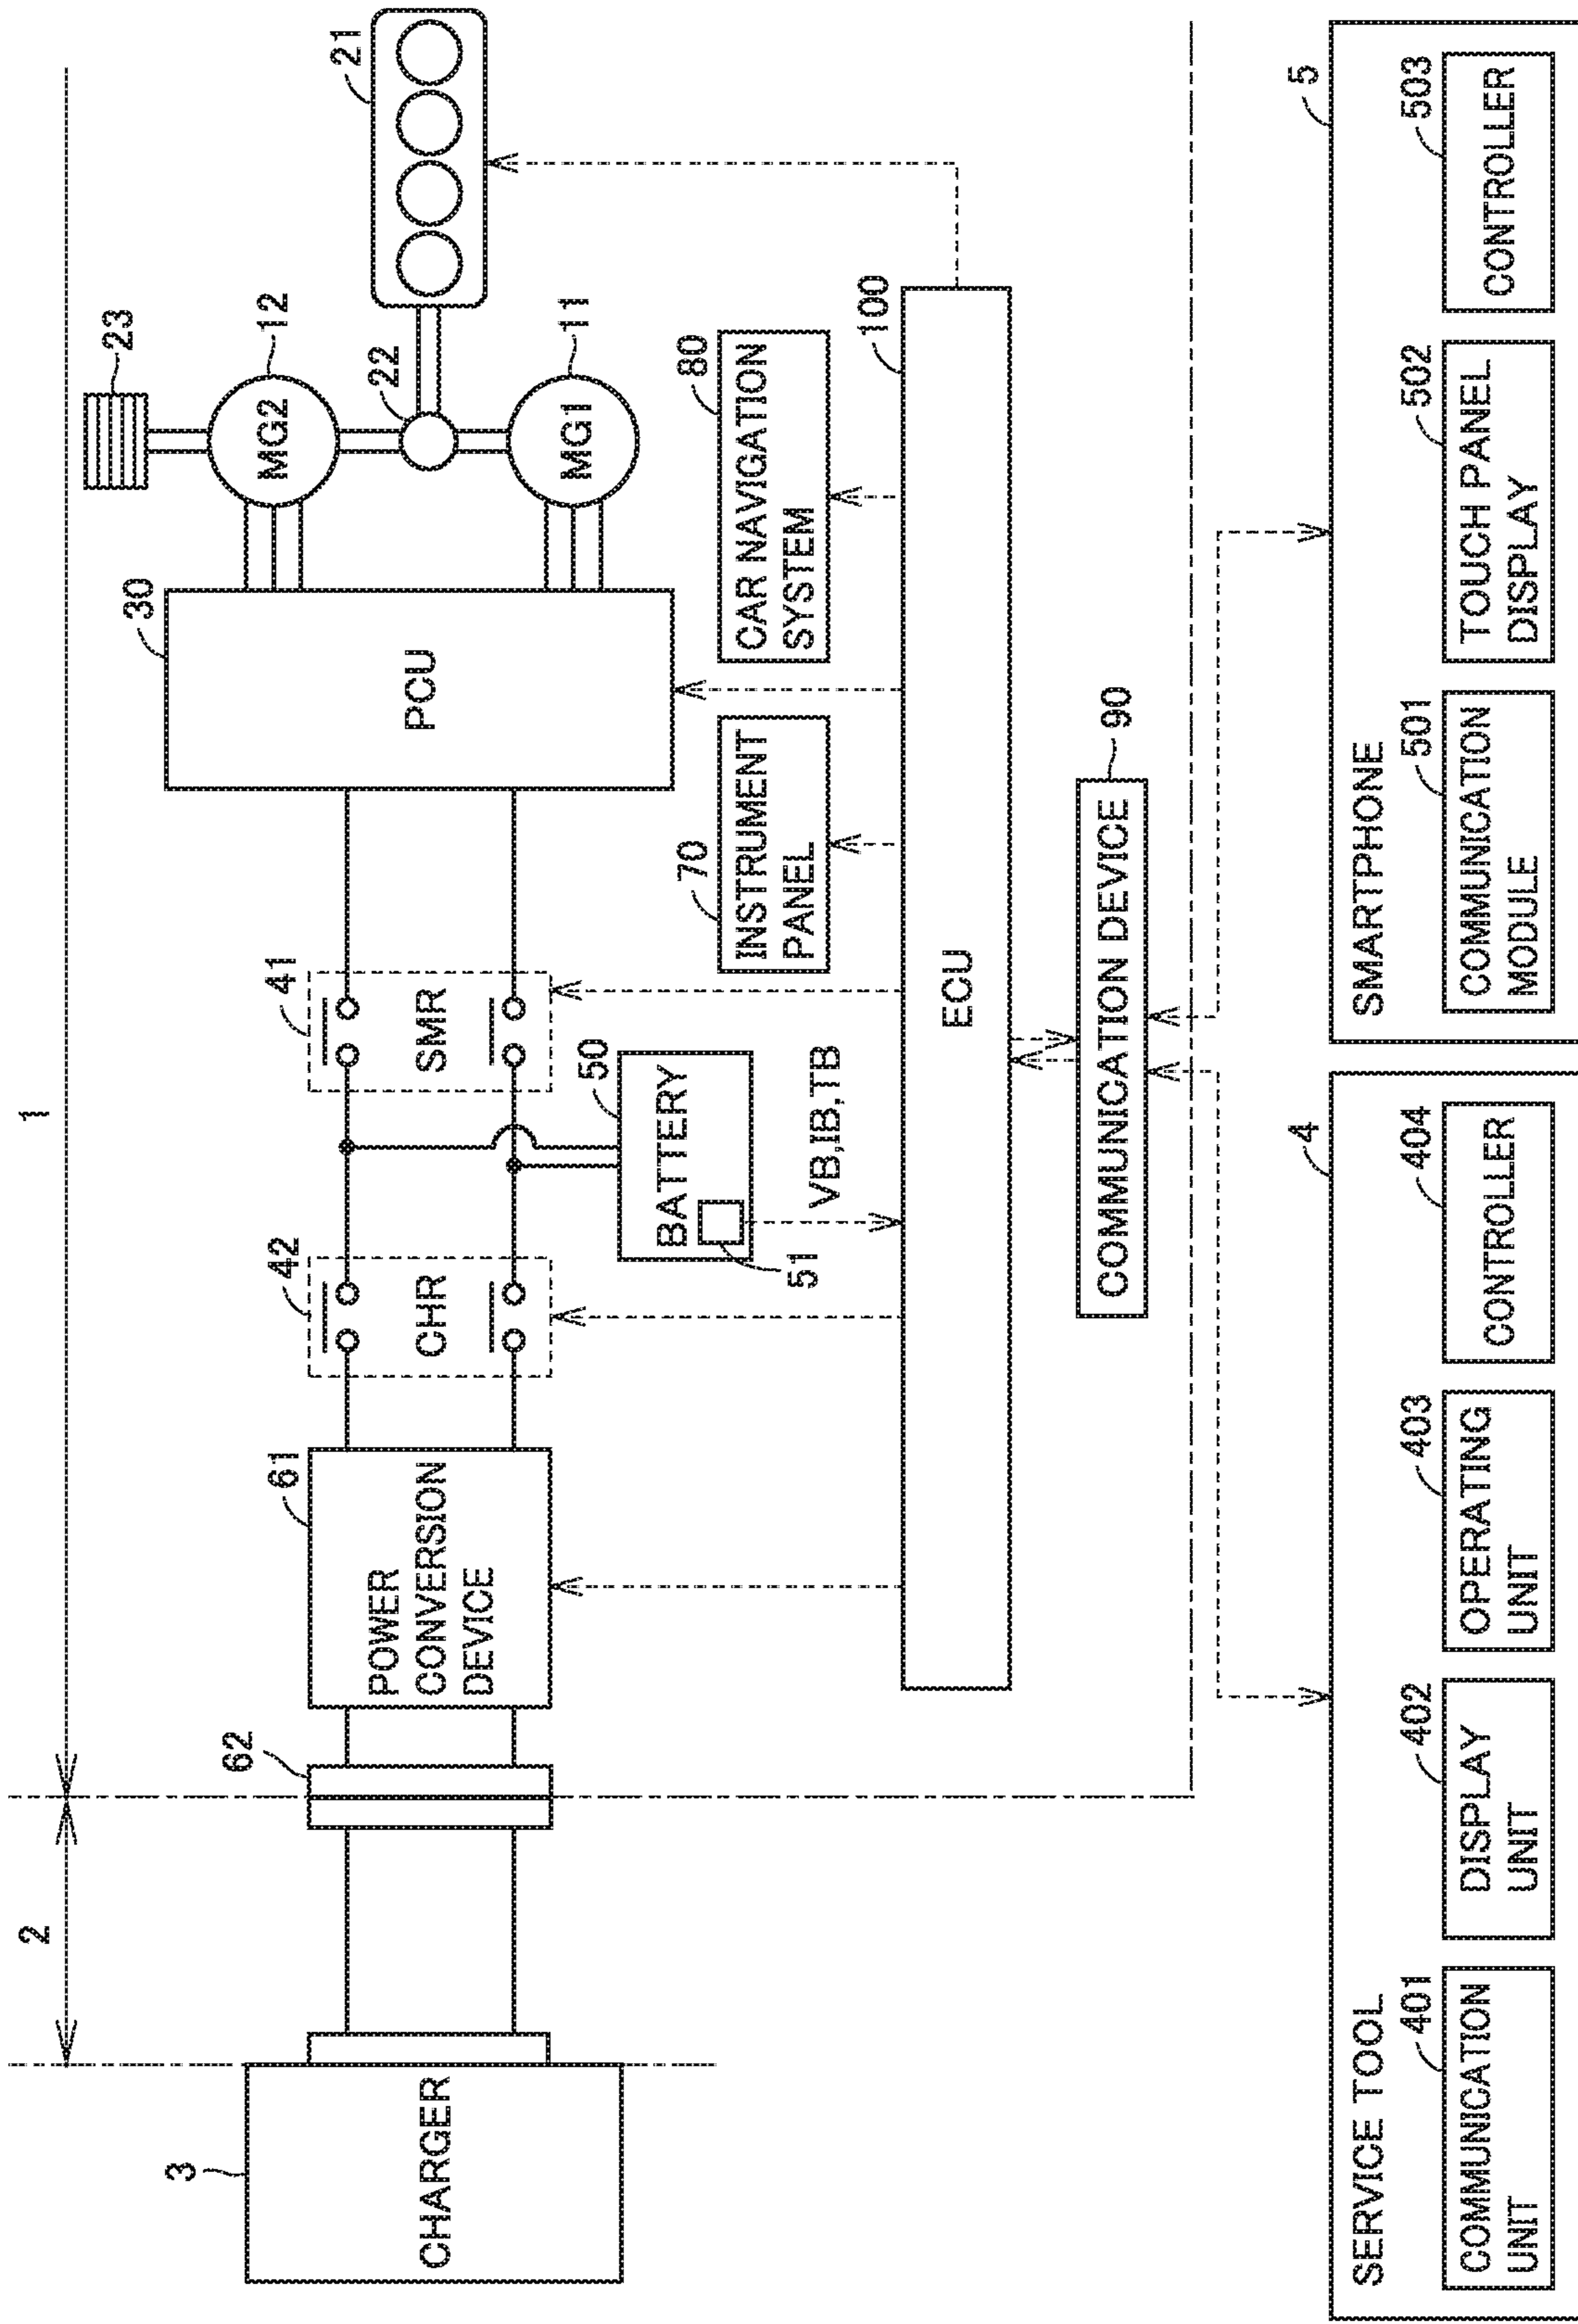 1
2
3
CHARGER
62
61
POWER
CONVERSION
DEVICE
42
CHR
41
SMR
50
BATTERY
51
VB,IB,TB
30
PCU
23
12
MG2
22
11
MG1
21
70
INSTRUMENT
PANEL
80
CAR NAVIGATION
SYSTEM
100
ECU
90
COMMUNICATION DEVICE
4
SERVICE TOOL
401
COMMUNICATION
UNIT
402
DISPLAY
UNIT
403
OPERATING
UNIT
404
CONTROLLER
5
SMARTPHONE
501
COMMUNICATION
MODULE
502
TOUCH PANEL
DISPLAY
503
CONTROLLER